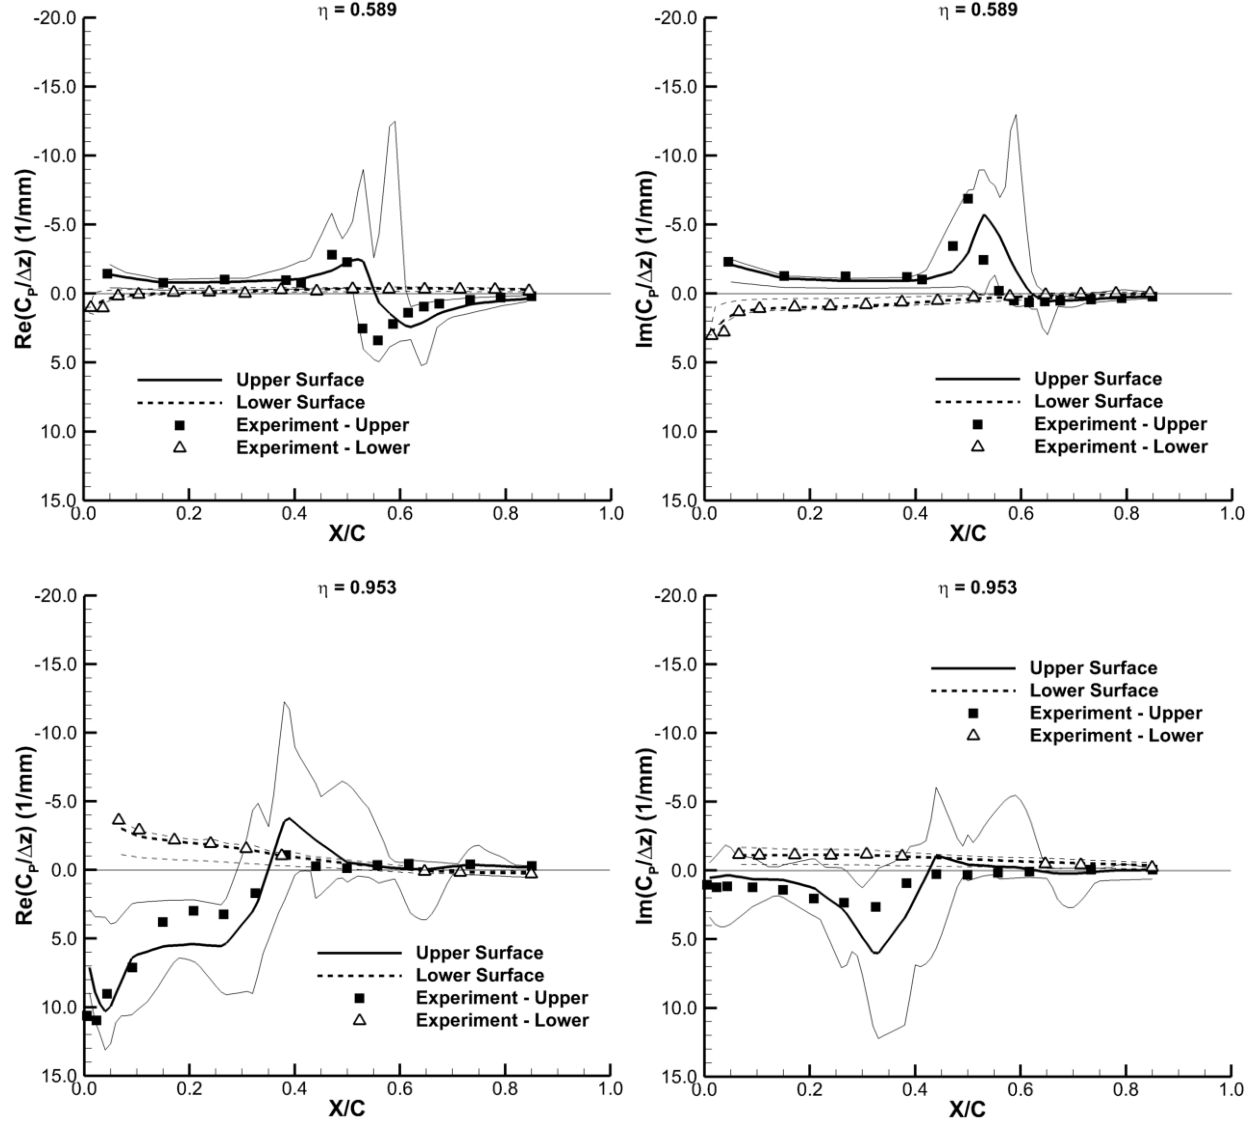 η = 0.589
-20.0
-15.0
-10.0
-5.0
0.0
5.0
10.0
15.0
Re(CP/Δz) (1/mm)
Upper Surface
Lower Surface
Experiment - Upper
Experiment - Lower
0.0 0.2 0.4 0.6 0.8 1.0
X/C
η = 0.589
-20.0
-15.0
-10.0
-5.0
0.0
5.0
10.0
15.0
Im(CP/Δz) (1/mm)
Upper Surface
Lower Surface
Experiment - Upper
Experiment - Lower
0.0 0.2 0.4 0.6 0.8 1.0
X/C
η = 0.953
-20.0
-15.0
-10.0
-5.0
0.0
5.0
10.0
15.0
Re(CP/Δz) (1/mm)
Upper Surface
Lower Surface
Experiment - Upper
Experiment - Lower
0.0 0.2 0.4 0.6 0.8 1.0
X/C
η = 0.953
-20.0
-15.0
-10.0
-5.0
0.0
5.0
10.0
15.0
Im(CP/Δz) (1/mm)
Upper Surface
Lower Surface
Experiment - Upper
Experiment - Lower
0.0 0.2 0.4 0.6 0.8 1.0
X/C